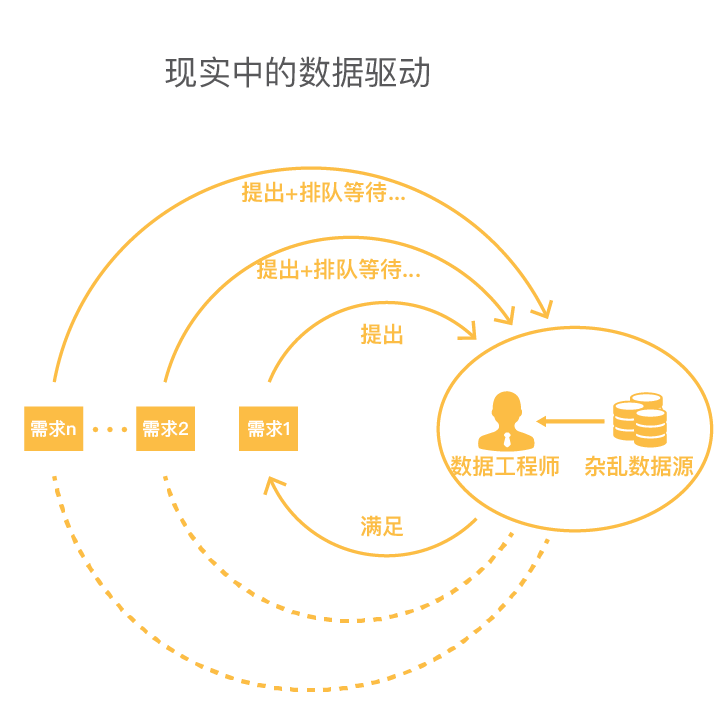 现实中的数据驱动
提出+排队等待...
提出+排队等待...
提出
需求n
需求2
需求1
数据工程师
杂乱数据源
满足